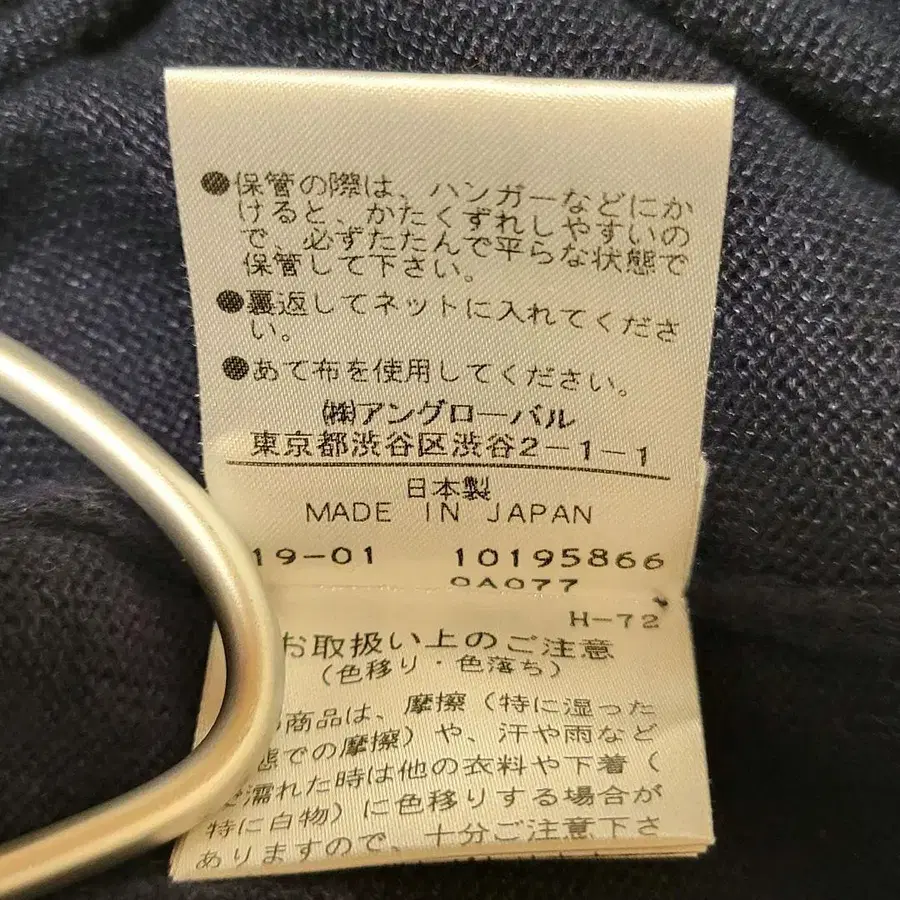 ●保管の際は、ハンガーなどにか
けると、かたくずれしやすいの
で、必ずたたんで平らな状態で
保管して下さい。
●裏返してネットに入れてくださ
い。
●あて布を使用してください。
㈱アングローバル
東京都渋谷区渋谷2-1-1
日本製
MADE IN JAPAN
19-01 10195866
0A077
H-72
お取扱い上のご注意
(色移り・色落ち)
商品は、摩擦(特に湿った
態での摩擦)や、汗や雨など
濡れた時は他の衣料や下着(
特に白物)に色移りする場合が
ありますので、十分ご注意下さ